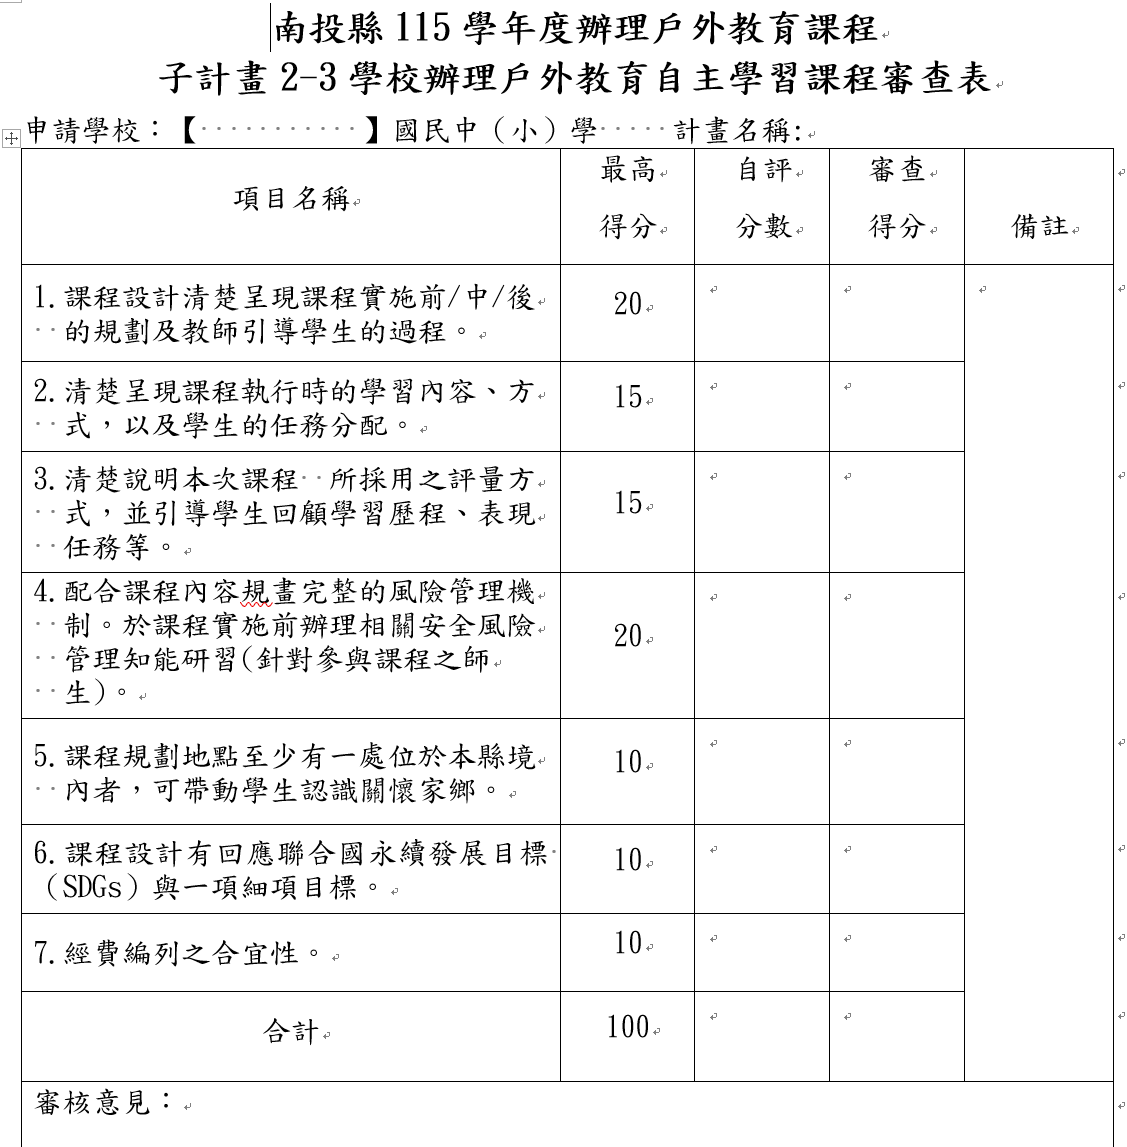 南投縣 115 學年度辦理戶外教育課程
子計畫 2-3 學校辦理戶外教育自主學習課程審查表
申請學校：【           】國民中（小）學     計畫名稱:
項目名稱
最高
得分
自評
分數
審查
得分
備註
1.課程設計清楚呈現課程實施前/中/後
的規劃及教師引導學生的過程。
20
2.清楚呈現課程執行時的學習內容、方
式，以及學生的任務分配。
15
3.清楚說明本次課程  所採用之評量方
式，並引導學生回顧學習歷程、表現
任務等。
15
4.配合課程內容規畫完整的風險管理機
制。於課程實施前辦理相關安全風險
管理知能研習(針對參與課程之師
生)。
20
5.課程規劃地點至少有一處位於本縣境
內者，可帶動學生認識關懷家鄉。
10
6.課程設計有回應聯合國永續發展目標
（SDGs）與一項細項目標。
10
7.經費編列之合宜性。
10
合計
100
審核意見：